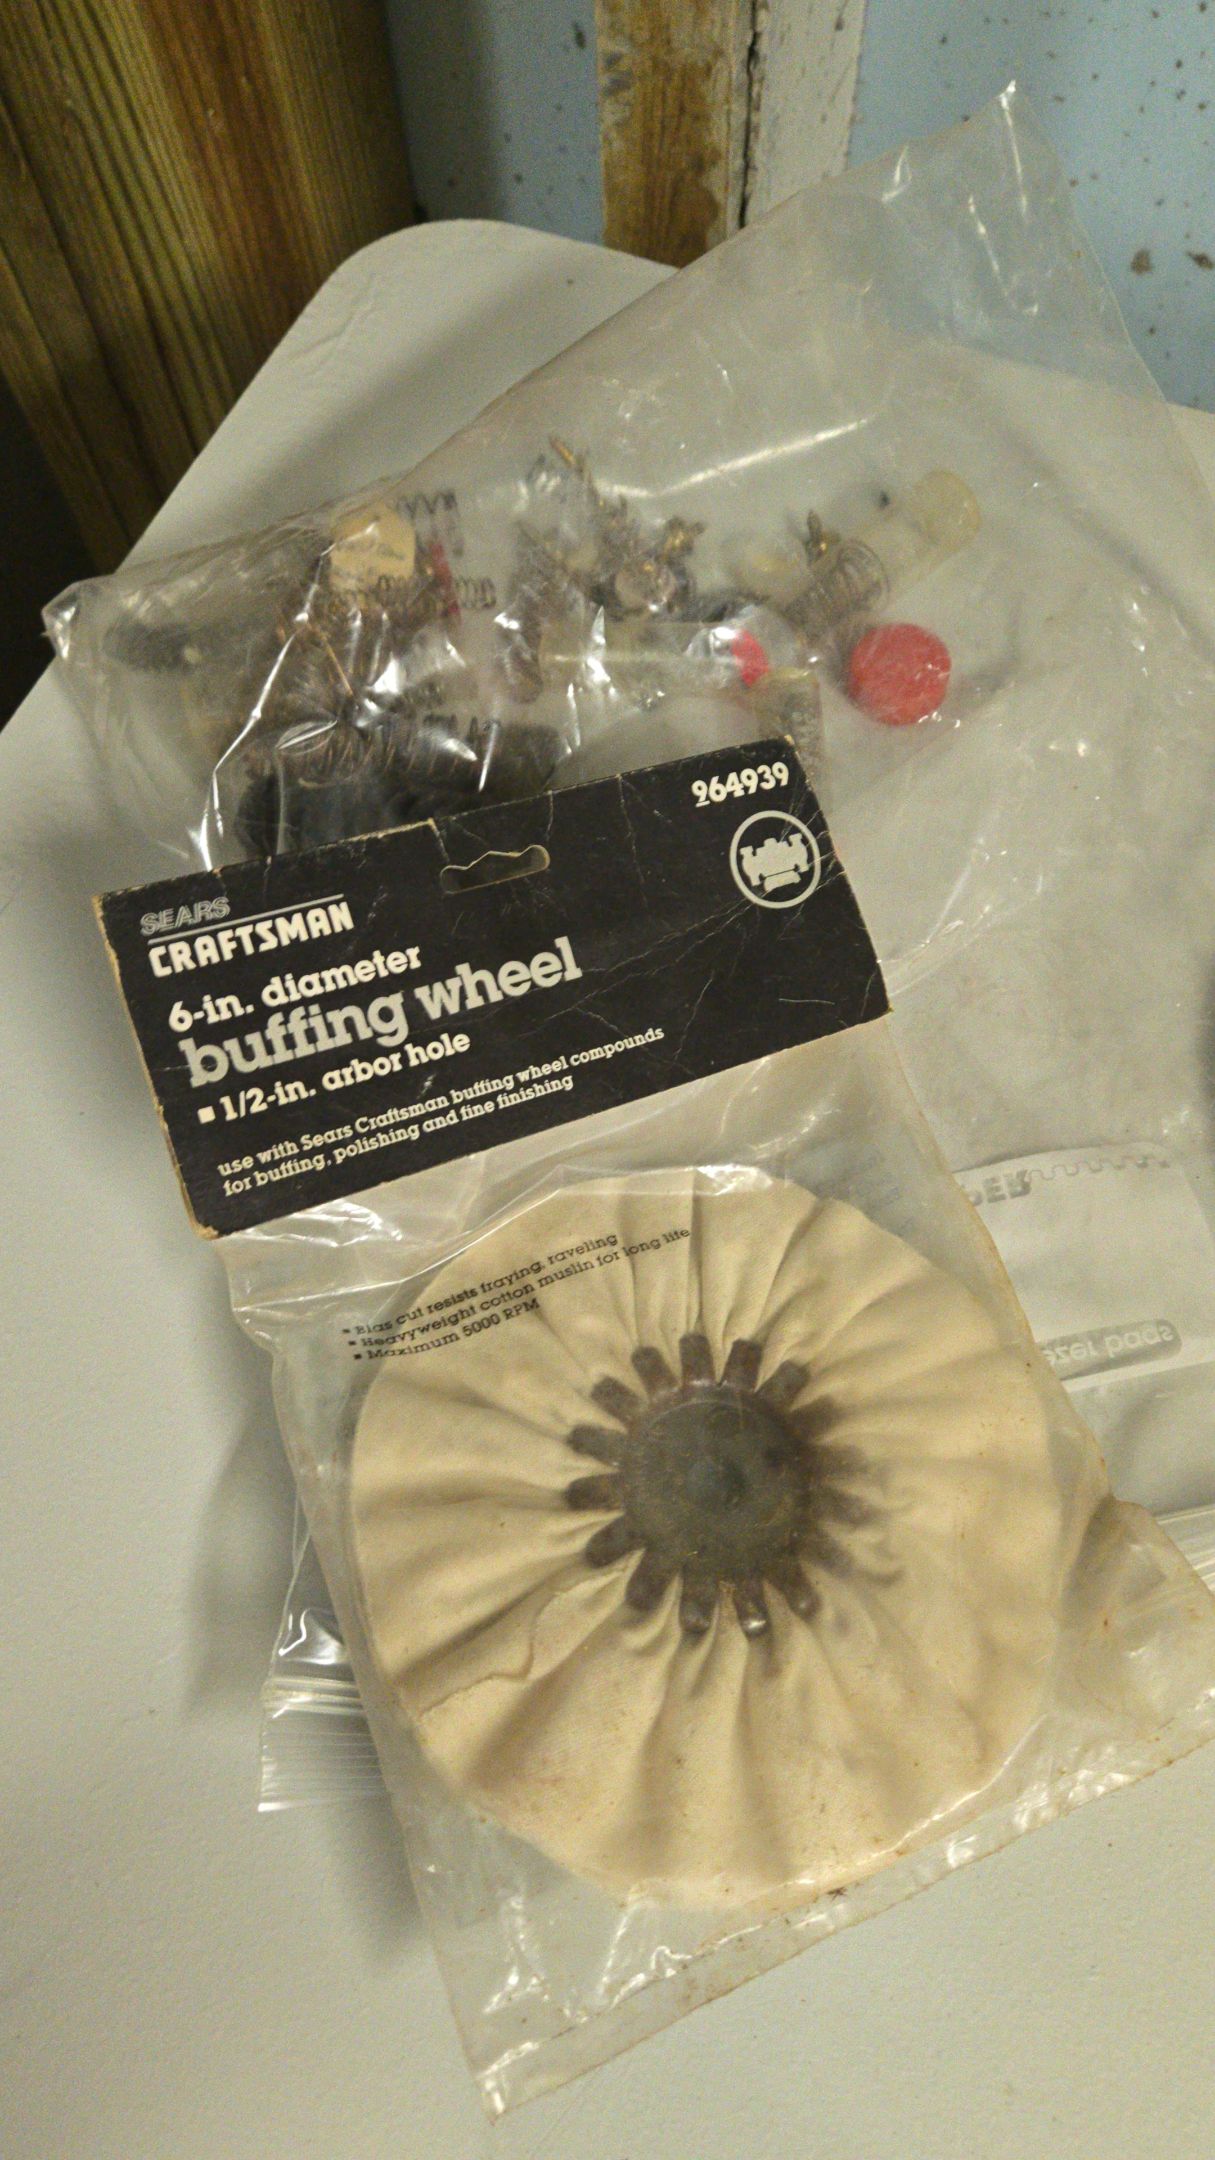 964939
SEARS
CRAFTSMAN
6-in. diameter
buffing wheel
▪ 1/2-in. arbor hole
use with Sears Craftsman buffing wheel compounds
for buffing, polishing and fine finishing
▪ Bias cut resists fraying, raveling
▪ Heavyweight cotton muslin for long life
▪ Maximum 5000 RPM